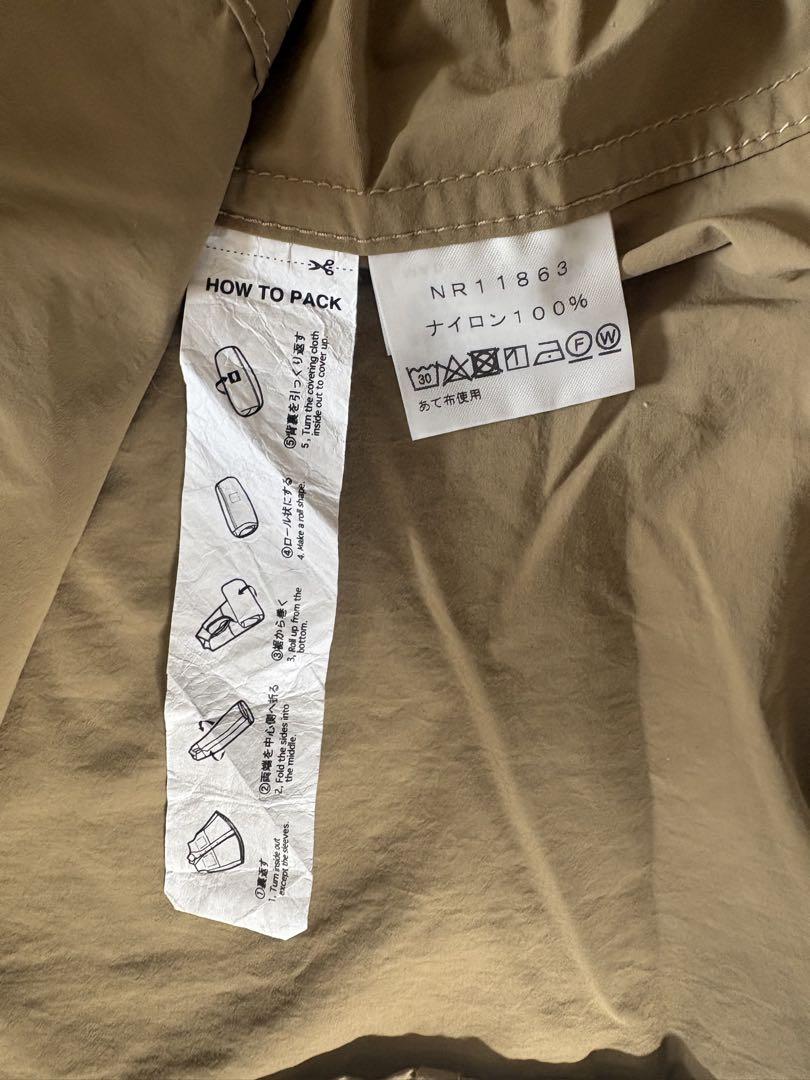 HOW TO PACK
⑤背裏を引っくり返す
5, Turn the covering cloth
inside out to cover up.
④ロール状にする
4. Make a roll shape.
③裾から巻く
3, Roll up from the
bottom.
②両端を中心側へ折る
2, Fold the sides into
the middle.
①裏返す
1, Turn inside out
except the sleeves.
NR11863
ナイロン100%
30
F
W
あて布使用